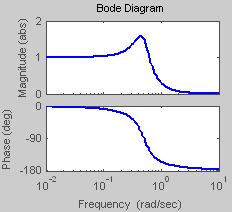 Bode Diagram
Magnitude (abs)
2
1
0
Phase (deg)
0
-90
-180
10^-2 10^-1 10^0 10^1
Frequency (rad/sec)